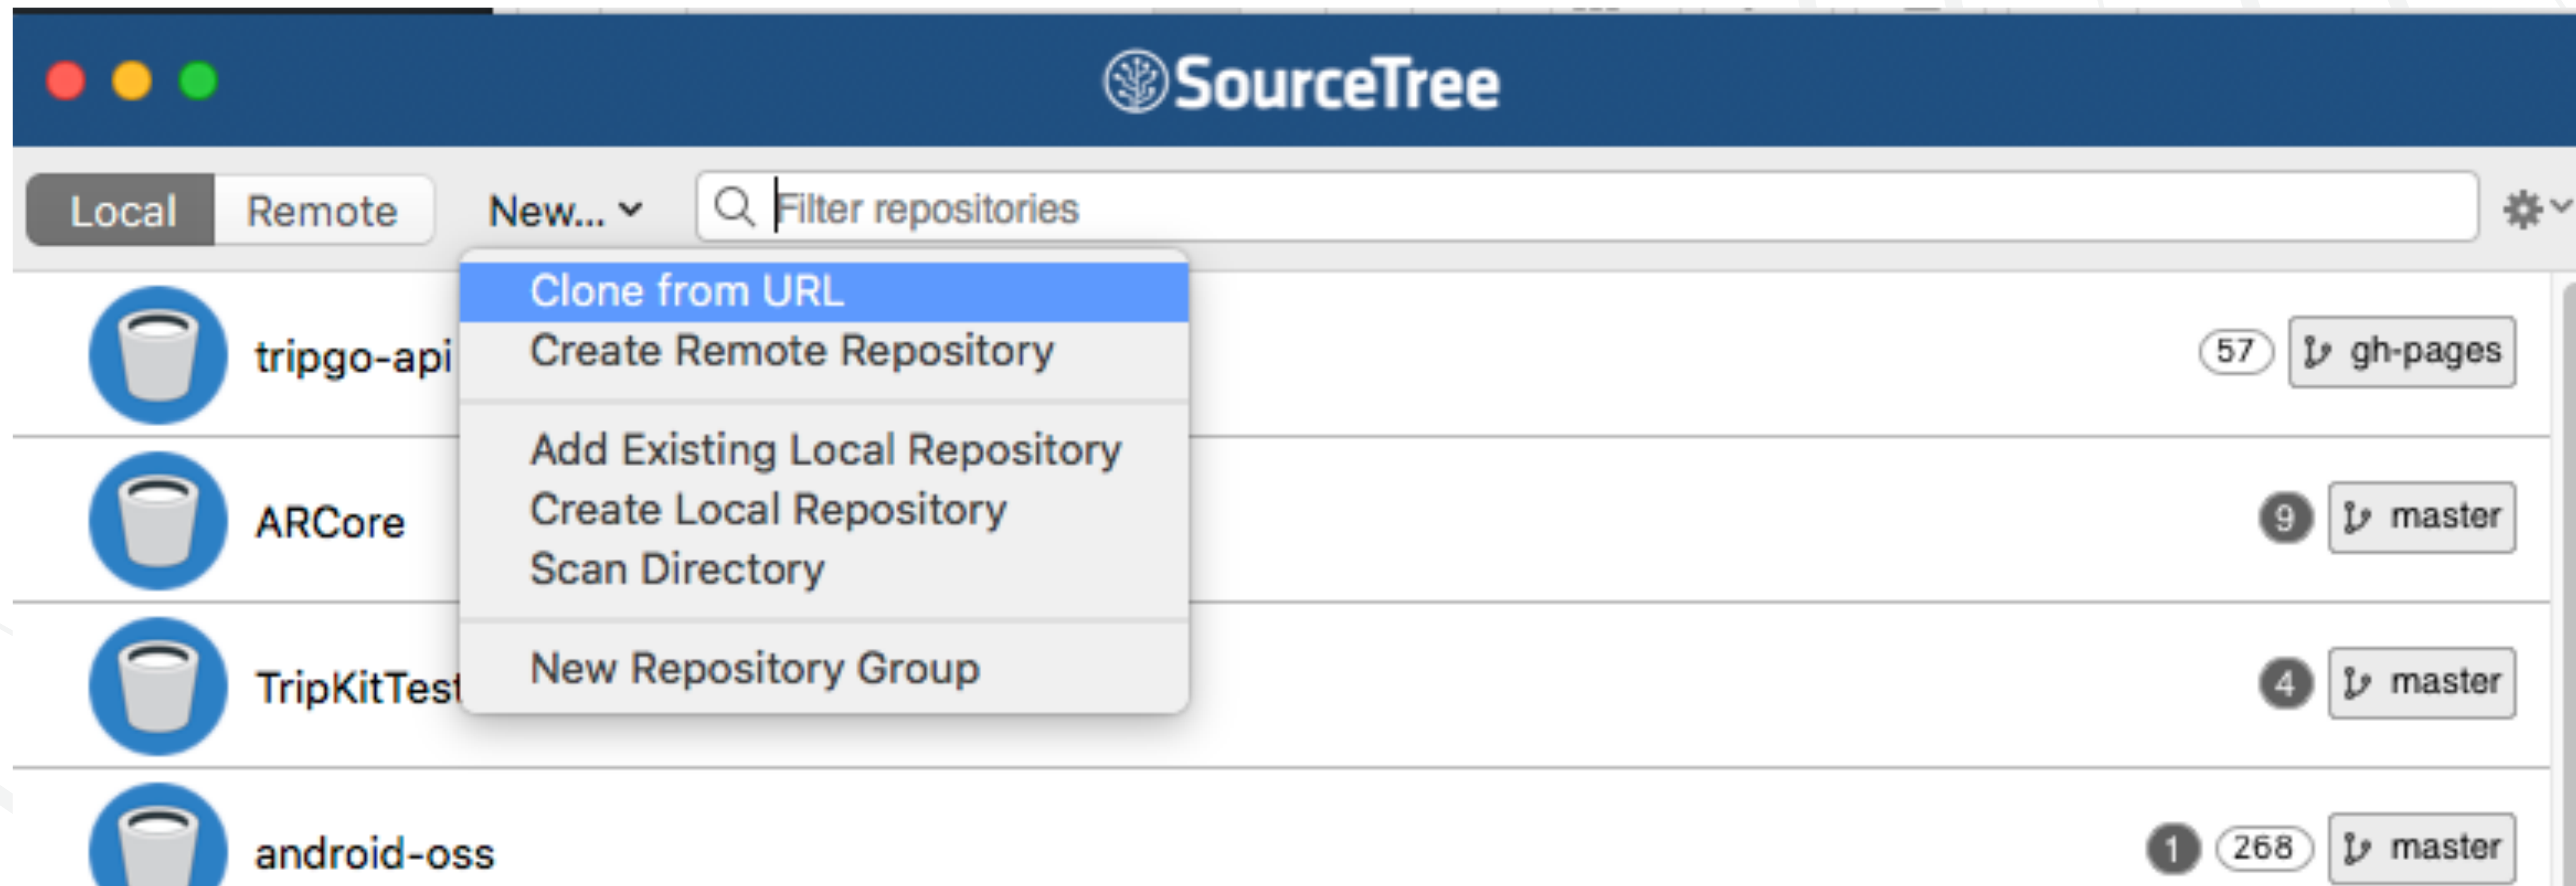 SourceTree
Local Remote New... Filter repositories
Clone from URL
Create Remote Repository
Add Existing Local Repository
Create Local Repository
Scan Directory
New Repository Group
tripgo-api 57 gh-pages
ARCore 9 master
TripKitTest 4 master
android-oss 1 268 master